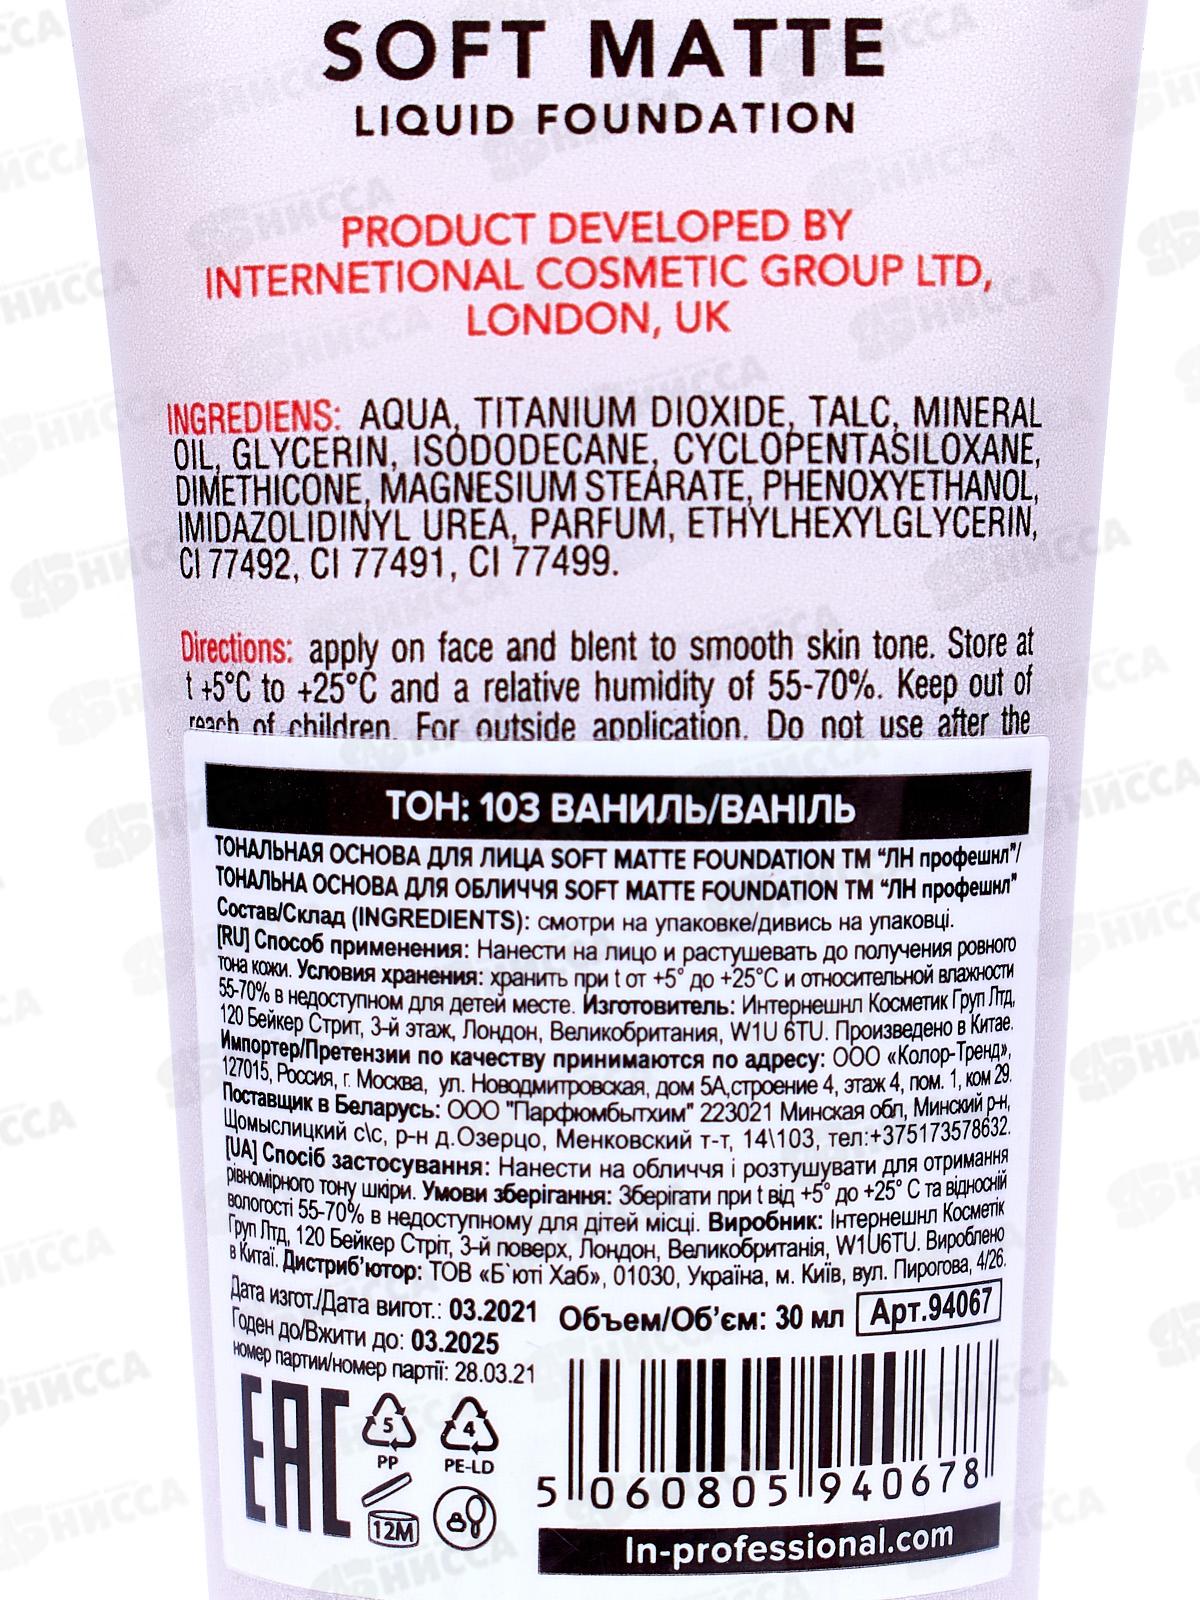 SOFT MATTE
LIQUID FOUNDATION
PRODUCT DEVELOPED BY
INTERNETIONAL COSMETIC GROUP LTD,
LONDON, UK
INGREDIENS: AQUA, TITANIUM DIOXIDE, TALC, MINERAL
OIL, GLYCERIN, ISODODECANE, CYCLOPENTASILOXANE,
DIMETHICONE, MAGNESIUM STEARATE, PHENOXYETHANOL,
IMIDAZOLIDINYL UREA, PARFUM, ETHYLHEXYLGLYCERIN,
CI 77492, CI 77491, CI 77499.
Directions: apply on face and blent to smooth skin tone. Store at
t +5°C to +25°C and a relative humidity of 55-70%. Keep out of
reach of children. For outside application. Do not use after the
ТОН: 103 ВАНИЛЬ/ВАНІЛЬ
ТОНАЛЬНАЯ ОСНОВА ДЛЯ ЛИЦА SOFT MATTE FOUNDATION ТМ "ЛН профешнл"/
ТОНАЛЬНА ОСНОВА ДЛЯ ОБЛИЧЧЯ SOFT MATTE FOUNDATION ТМ "ЛН профешнл"
Состав/Склад (INGREDIENTS): смотри на упаковке/дивись на упаковці.
[RU] Способ применения: Нанести на лицо и растушевать до получения ровного
тона кожи. Условия хранения: хранить при t от +5° до +25°С и относительной влажности
55-70% в недоступном для детей месте. Изготовитель: Интернешнл Косметик Груп Лтд,
120 Бейкер Стрит, 3-й этаж, Лондон, Великобритания, W1U 6TU. Произведено в Китае.
Импортер/Претензии по качеству принимаются по адресу: ООО «Колор-Тренд»,
127015, Россия, г. Москва, ул. Новодмитровская, дом 5А,строение 4, этаж 4, пом. 1, ком 29.
Поставщик в Беларусь: ООО "Парфюмбытхим" 223021 Минская обл, Минский р-н,
Щомыслицкий с\с, р-н д.Озерцо, Менковский т-т, 14\103, тел:+375173578632.
[UA] Спосіб застосування: Нанести на обличчя і розтушувати для отримання
рівномірного тону шкіри. Умови зберігання: Зберігати при t від +5° до +25° С та відносній
вологості 55-70% в недоступному для дітей місці. Виробник: Інтернешнл Косметік
Груп Лтд, 120 Бейкер Стріт, 3-й поверх, Лондон, Великобританія, W1U6TU. Вироблено
в Китаї. Дистриб'ютор: ТОВ «Б`юті Хаб», 01030, Україна, м. Київ, вул. Пирогова, 4/26.
Дата изгот./Дата вигот.: 03.2021
Годен до/Вжити до: 03.2025
номер партии/номер партії: 28.03.21
Объем/Об'єм: 30 мл
Арт.94067
EAC
5
PP
4
PE-LD
12M
5 060805 940678
ln-professional.com
НИССА